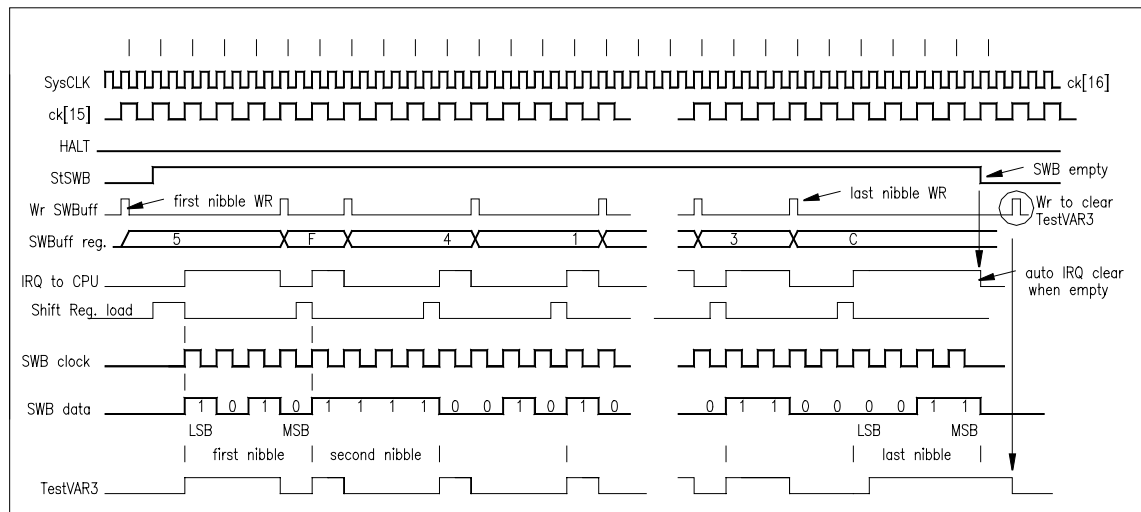 SysCLK ck[16]
ck[15]
HALT
StSWB SWB empty
Wr SWBuff first nibble WR last nibble WR Wr to clear
TestVAR3
SWBuff reg. 5 F 4 1 3 C
IRQ to CPU auto IRQ clear
when empty
Shift Reg. load
SWB clock
SWB data 1 0 1 0 1 1 1 1 0 0 1 0 1 0 0 1 1 0 0 0 0 1 1
LSB MSB LSB MSB
first nibble second nibble last nibble
TestVAR3